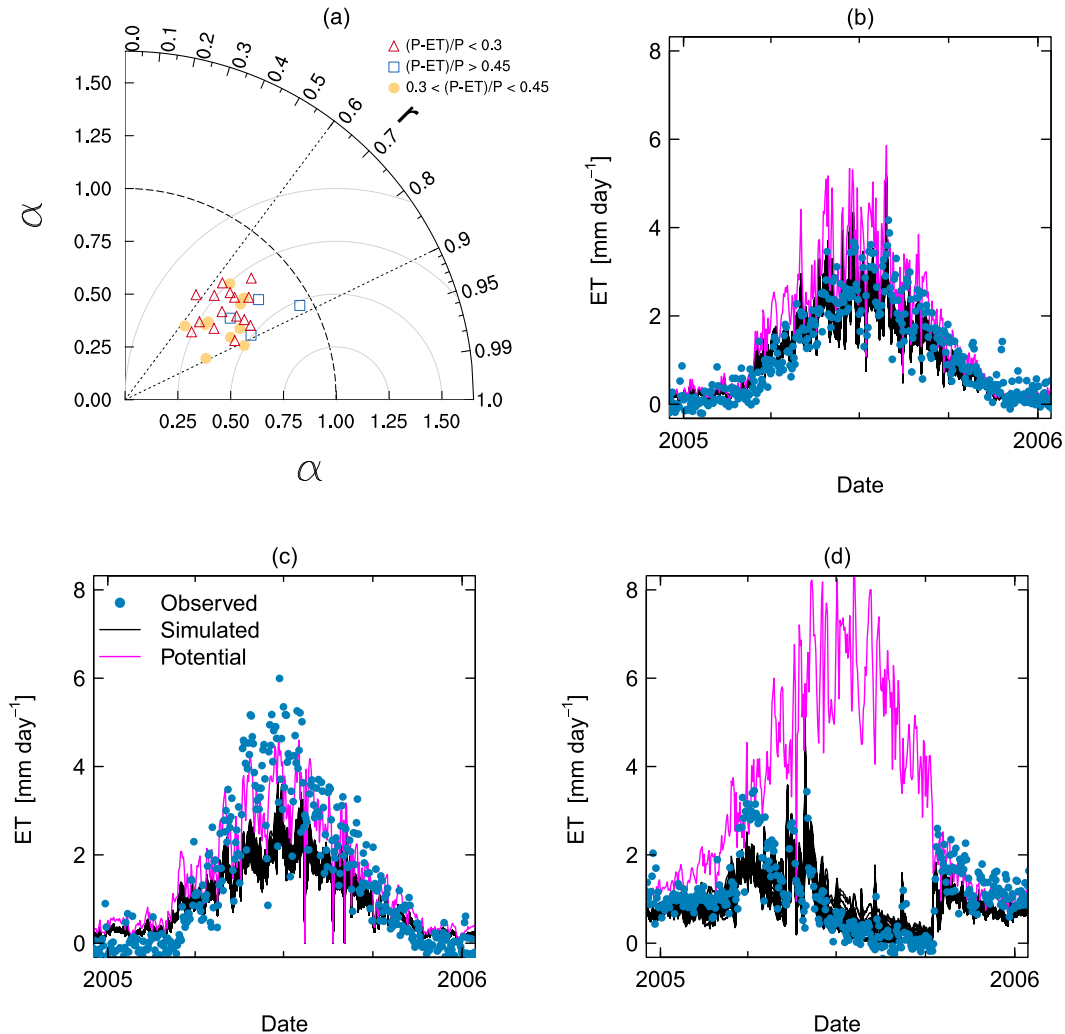 (a)
0.0 0.1 0.2 0.3 0.4 0.5 0.6 0.7 0.8 0.9 0.95 0.99 1.0
r
(P-ET)/P < 0.3
(P-ET)/P > 0.45
0.3 < (P-ET)/P < 0.45
1.50
1.25
1.00
0.75
0.50
0.25
0.00
α
0.25 0.50 0.75 1.00 1.25 1.50
α
(b)
8
6
4
2
0
ET [mm day⁻¹]
2005 2006
Date
(c)
Observed
Simulated
Potential
8
6
4
2
0
ET [mm day⁻¹]
2005 2006
Date
(d)
8
6
4
2
0
ET [mm day⁻¹]
2005 2006
Date